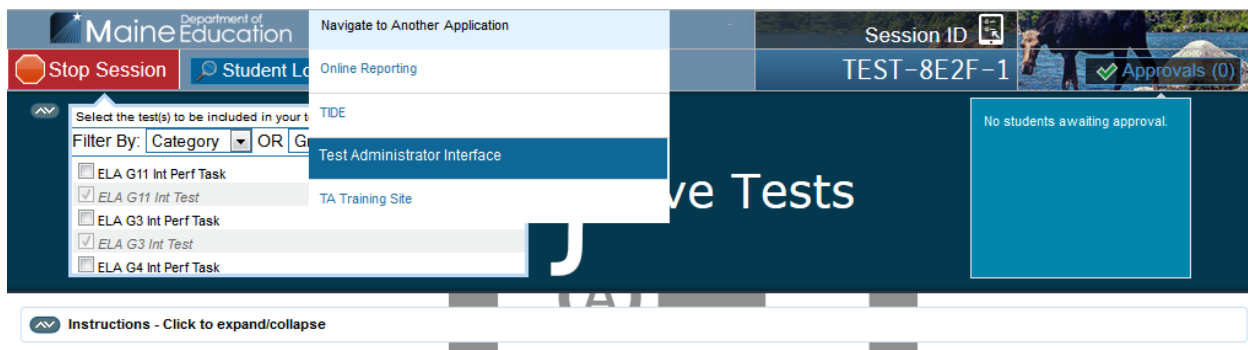 Maine Department of Education
Navigate to Another Application
Session ID
Stop Session
Student Lo
Online Reporting
TEST-8E2F-1
Approvals (0)
Select the test(s) to be included in your t
TIDE
No students awaiting approval.
Filter By: Category OR G
Test Administrator Interface
ELA G11 Int Perf Task
ELA G11 Int Test
TA Training Site
ve Tests
ELA G3 Int Perf Task
ELA G3 Int Test
ELA G4 Int Perf Task
(A)
Instructions - Click to expand/collapse